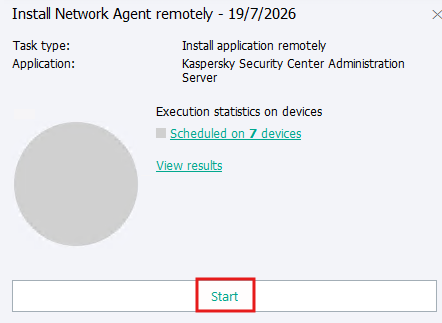 Install Network Agent remotely - 19/7/2026
Task type: Install application remotely
Application: Kaspersky Security Center Administration
Server
Execution statistics on devices
Scheduled on 7 devices
View results
Start